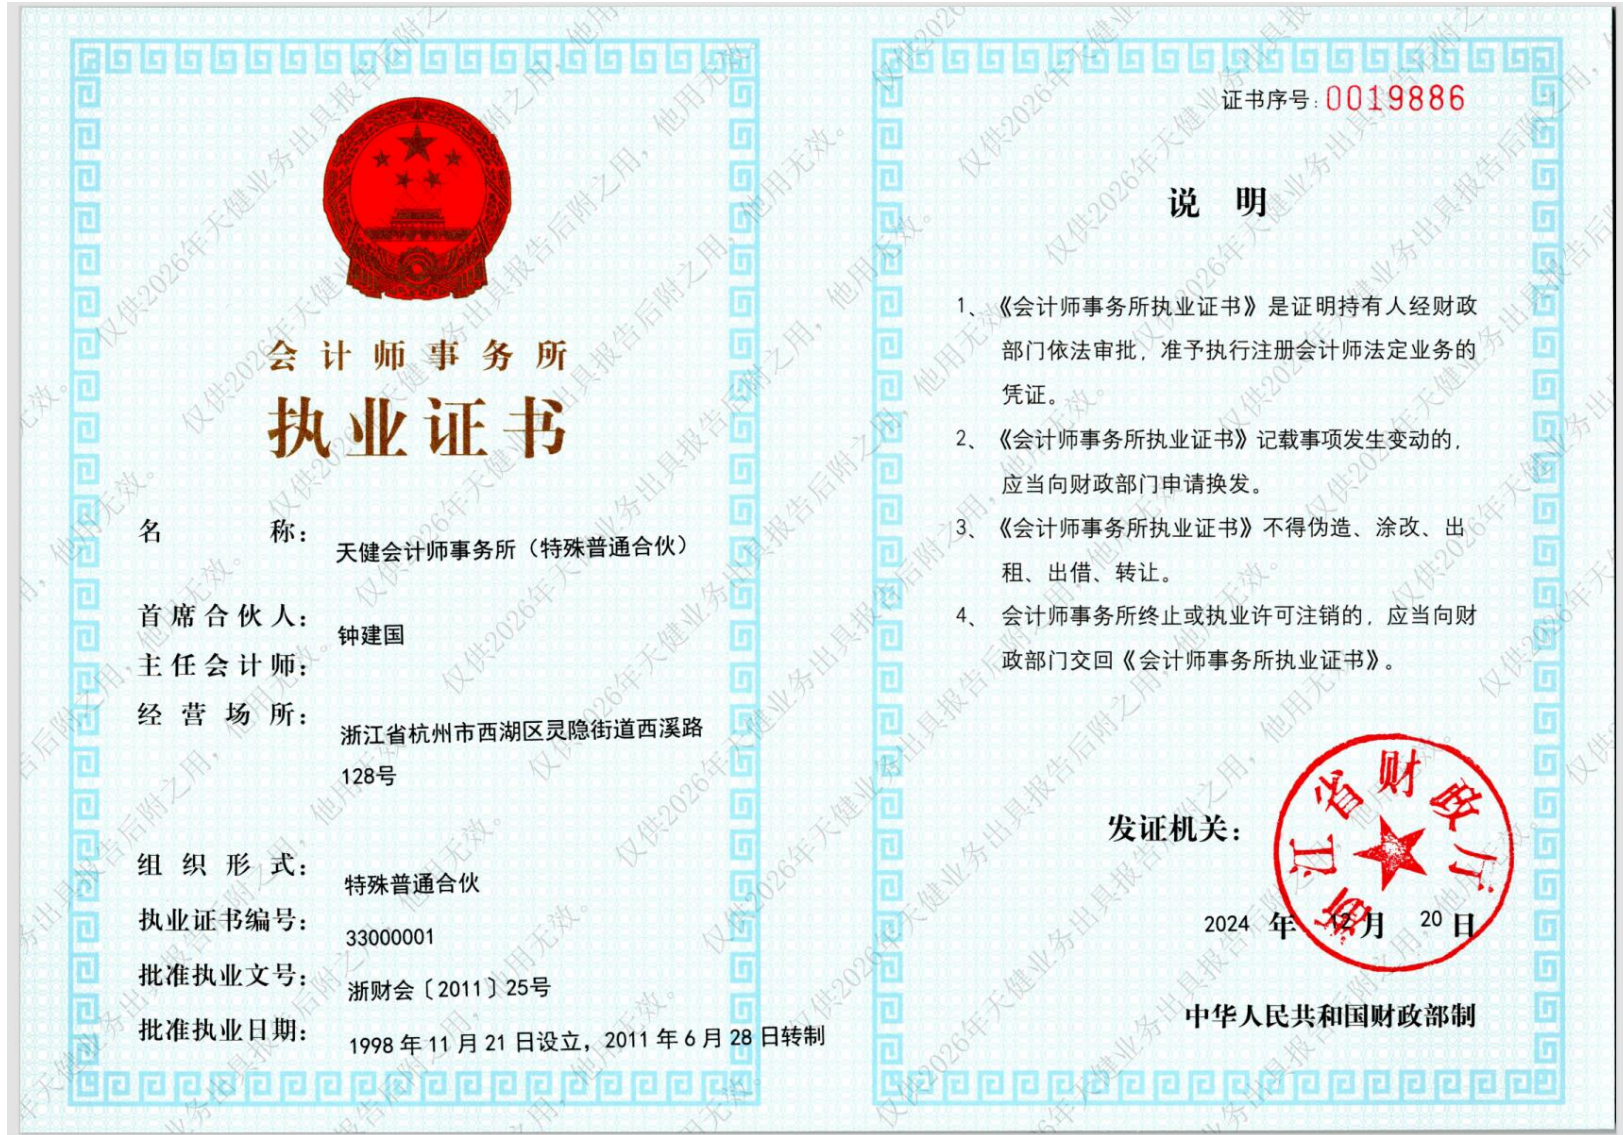 会计师事务所
执业证书
名称：
天健会计师事务所（特殊普通合伙）
首席合伙人：
钟建国
主任会计师：
经营场所：
浙江省杭州市西湖区灵隐街道西溪路
128号
组织形式：
特殊普通合伙
执业证书编号：
33000001
批准执业文号：
浙财会〔2011〕25号
批准执业日期：
1998年11月21日设立，2011年6月28日转制
证书序号：0019886
说明
1、《会计师事务所执业证书》是证明持有人经财政
部门依法审批，准予执行注册会计师法定业务的
凭证。
2、《会计师事务所执业证书》记载事项发生变动的，
应当向财政部门申请换发。
3、《会计师事务所执业证书》不得伪造、涂改、出
租、出借、转让。
4、会计师事务所终止或执业许可注销的，应当向财
政部门交回《会计师事务所执业证书》。
发证机关：
浙江省财政厅
2024年12月20日
中华人民共和国财政部制
仅供2026年天健业务出具报告后附之用，他用无效。